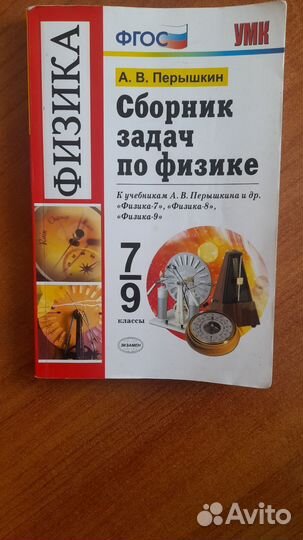 ФИЗИКА
ФГОС
УМК
А. В. Перышкин
Сборник
задач
по физике
К учебникам А. В. Перышкина и др.
«Физика-7», «Физика-8»,
«Физика-9»
7-9
классы
ЭКЗАМЕН
Avito